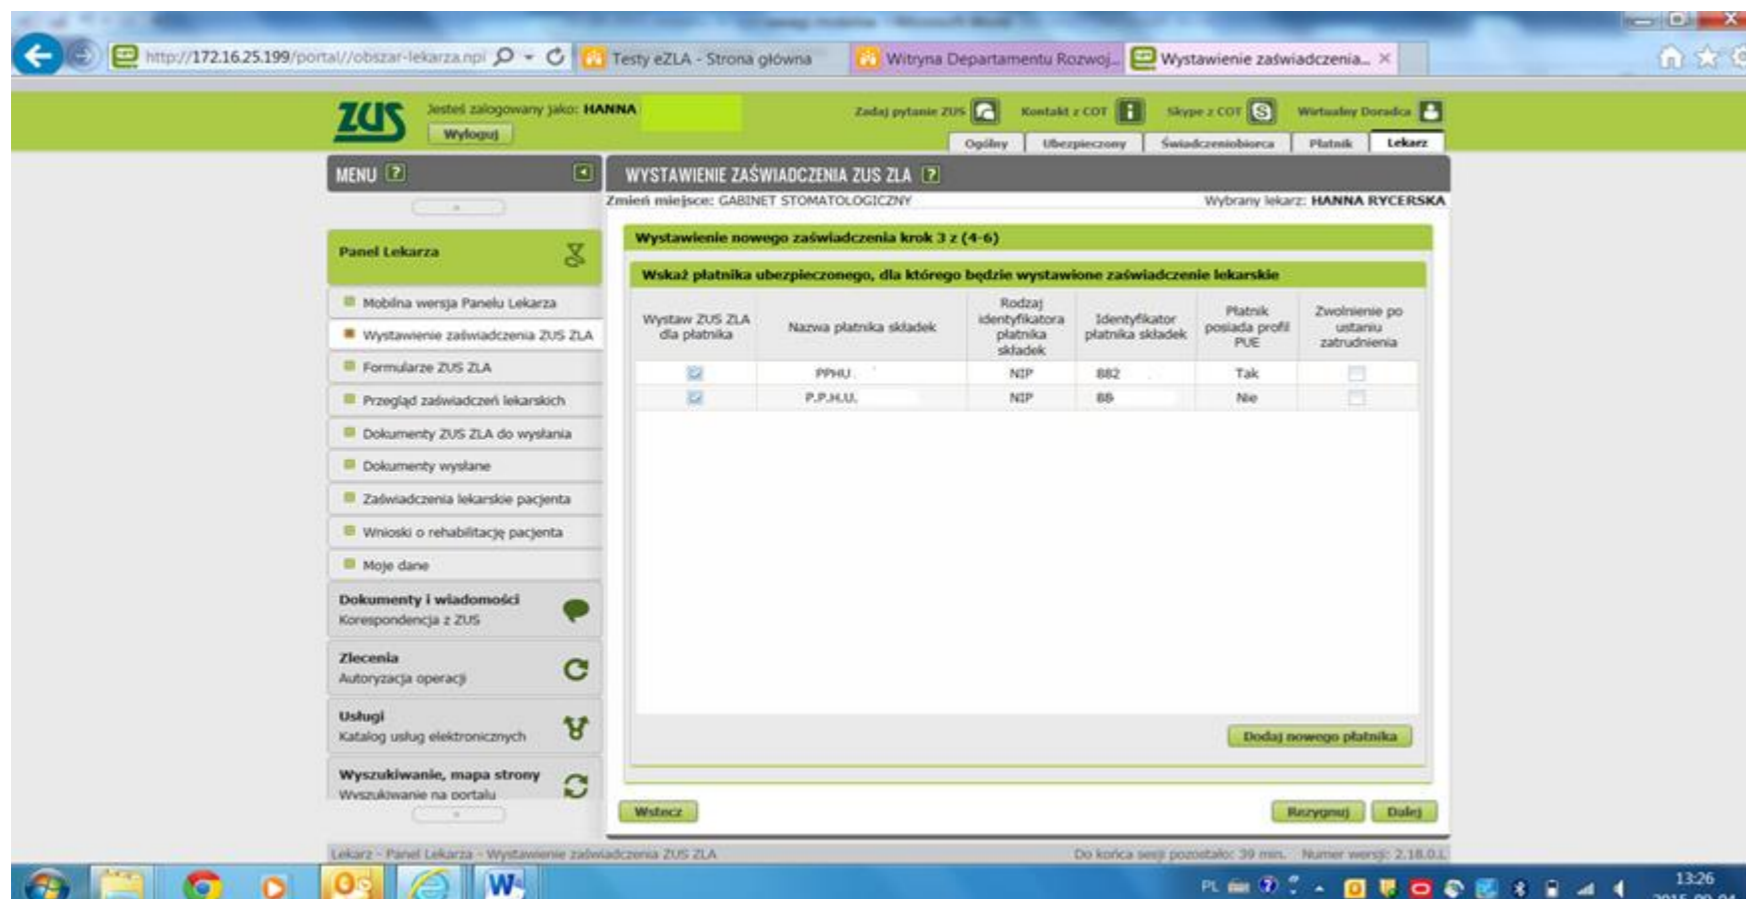 http://172.16.25.199/portal//obszar-lekarza.npi
Testy eZLA - Strona główna
Witryna Departamentu Rozwoj...
Wystawienie zaświadczenia...
ZUS
Jesteś zalogowany jako: HANNA
Wyloguj
Zadaj pytanie ZUS
Kontakt z COT
Skype z COT
Wirtualny Doradca
Ogólny
Ubezpieczony
Świadczeniobiorca
Płatnik
Lekarz
MENU
WYSTAWIENIE ZAŚWIADCZENIA ZUS ZLA
Zmień miejsce: GABINET STOMATOLOGICZNY
Wybrany lekarz: HANNA RYCERSKA
Panel Lekarza
Mobilna wersja Panelu Lekarza
Wystawienie zaświadczenia ZUS ZLA
Formularze ZUS ZLA
Przegląd zaświadczeń lekarskich
Dokumenty ZUS ZLA do wysłania
Dokumenty wysłane
Zaświadczenia lekarskie pacjenta
Wnioski o rehabilitację pacjenta
Moje dane
Dokumenty i wiadomości
Korespondencja z ZUS
Zlecenia
Autoryzacja operacji
Usługi
Katalog usług elektronicznych
Wyszukiwanie, mapa strony
Wyszukiwanie na portalu
Wystawienie nowego zaświadczenia krok 3 z (4-6)
Wskaż płatnika ubezpieczonego, dla którego będzie wystawione zaświadczenie lekarskie
Wystaw ZUS ZLA
dla płatnika
Nazwa płatnika składek
Rodzaj
identyfikatora
płatnika
składek
Identyfikator
płatnika składek
Płatnik
posiada profil
PUE
Zwolnienie po
ustaniu
zatrudnienia
PPHU NIP 882 Tak
P.P.H.U. NIP 88 Nie
Dodaj nowego płatnika
Wstecz
Rezygnuj
Dalej
Lekarz - Panel Lekarza - Wystawienie zaświadczenia ZUS ZLA
Do końca sesji pozostało: 39 min.
Numer wersji: 2.18.0.1
PL
13:26